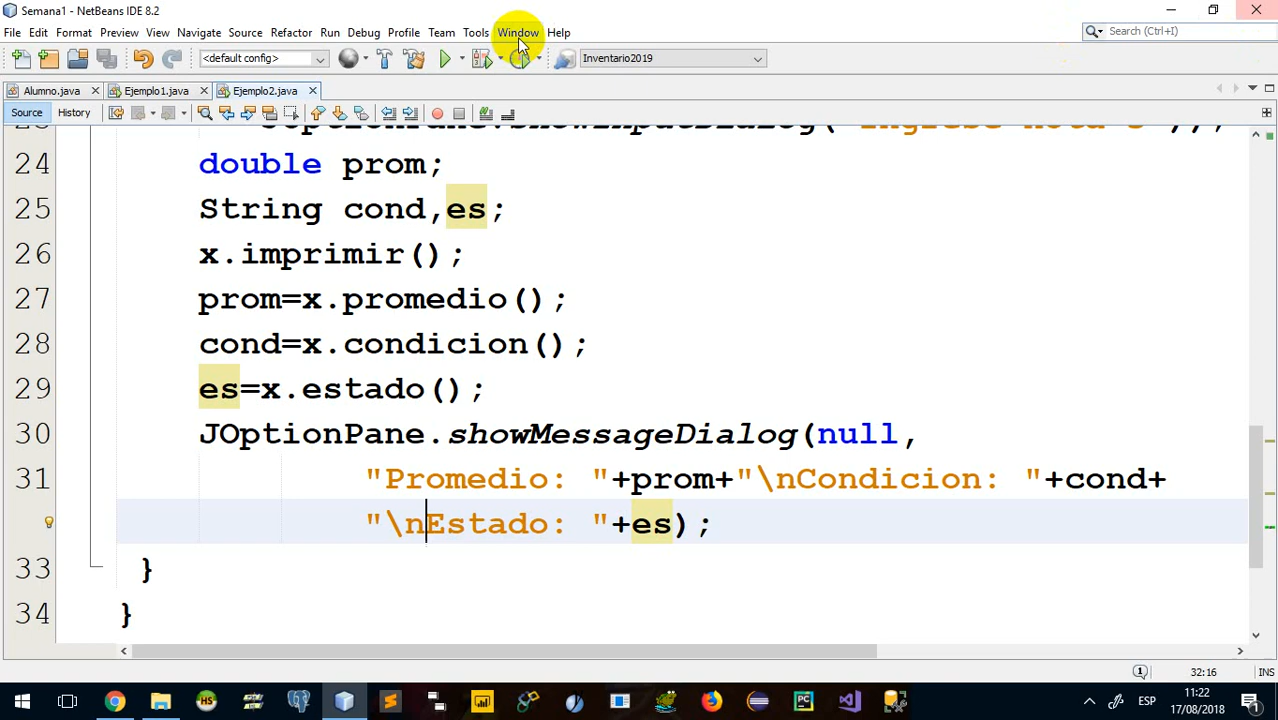 Semana1 - NetBeans IDE 8.2
File Edit View Navigate Source Refactor Run Debug Profile Team Tools Window Help
Search (Ctrl+I)
<default config>
Inventario2019
Alumno.java Ejemplo1.java Ejemplo2.java
Source History
24 double prom;
25 String cond,es;
26 x.imprimir();
27 prom=x.promedio();
28 cond=x.condicion();
29 es=x.estado();
30 JOptionPane.showMessageDialog(null,
31 "Promedio: "+prom+"\nCondicion: "+cond+
"\nEstado: "+es);
33 }
34 }
1 32:16 INS
ESP 11:22
17/08/2018